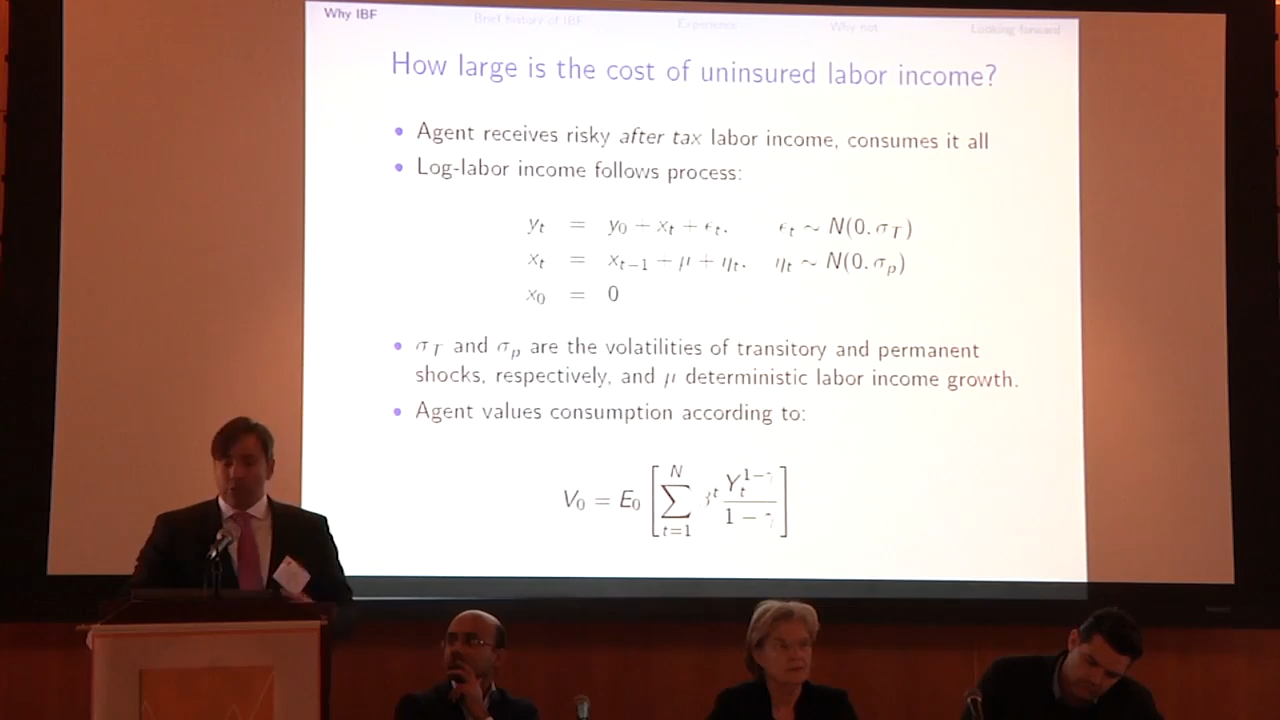 Why IBF Brief history of IBF Experience Why not Looking forward
How large is the cost of uninsured labor income?
• Agent receives risky after tax labor income, consumes it all
• Log-labor income follows process:
y_t = y_0 + x_t + ε_t, ε_t ~ N(0, σ_T)
x_t = x_{t−1} + μ + η_t, η_t ~ N(0, σ_p)
x_0 = 0
• σ_T and σ_p are the volatilities of transitory and permanent
shocks, respectively, and μ deterministic labor income growth.
• Agent values consumption according to:
V_0 = E_0 [ ∑_{t=1}^{N} β^t Y_t^{1−γ} / (1 − γ) ]